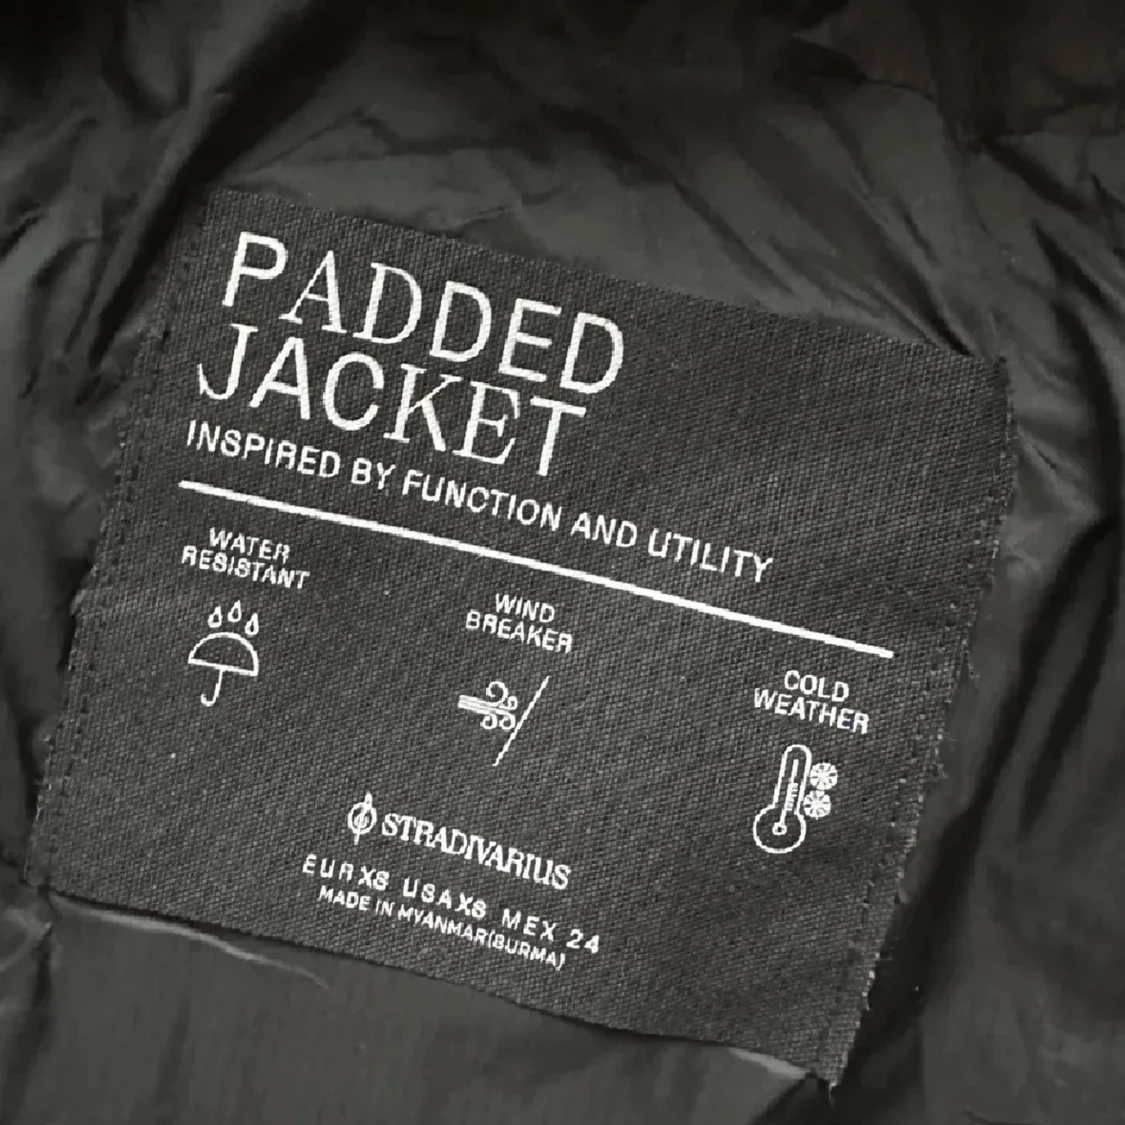 PADDED
JACKET
INSPIRED BY FUNCTION AND UTILITY
WATER
RESISTANT
WIND
BREAKER
COLD
WEATHER
STRADIVARIUS
EUR XS USA XS MEX 24
MADE IN MYANMAR(BURMA)